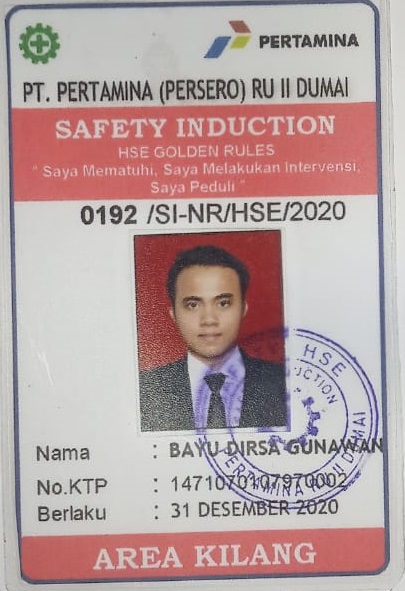 PERTAMINA
PT. PERTAMINA (PERSERO) RU II DUMAI
SAFETY INDUCTION
HSE GOLDEN RULES
" Saya Mematuhi, Saya Melakukan Intervensi,
Saya Peduli "
0192 /SI-NR/HSE/2020
HSE
PERTAMINA RU II DUMAI
Nama : BAYU DIRSA GUNAWAN
No.KTP : 1471070107970002
Berlaku : 31 DESEMBER 2020
AREA KILANG